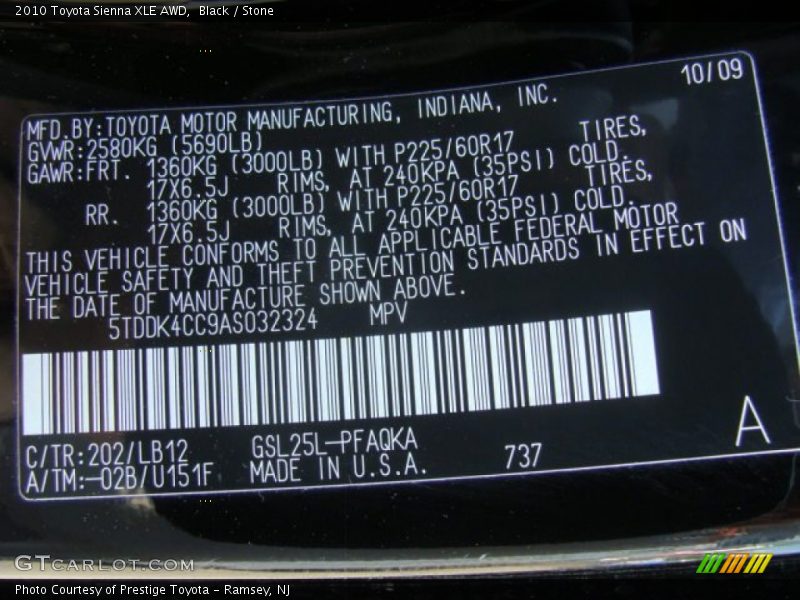 2010 Toyota Sienna XLE AWD,  Black / Stone
10/09
MFD.BY:TOYOTA MOTOR MANUFACTURING, INDIANA, INC.
GVWR:2580KG (5690LB)
GAWR:FRT. 1360KG (3000LB) WITH P225/60R17 TIRES,
17X6.5J RIMS, AT 240KPA (35PSI) COLD.
RR. 1360KG (3000LB) WITH P225/60R17 TIRES,
17X6.5J RIMS, AT 240KPA (35PSI) COLD.
THIS VEHICLE CONFORMS TO ALL APPLICABLE FEDERAL MOTOR
VEHICLE SAFETY AND THEFT PREVENTION STANDARDS IN EFFECT ON
THE DATE OF MANUFACTURE SHOWN ABOVE.
5TDDK4CC9AS032324 MPV
C/TR:202/LB12 GSL25L-PFAQKA
A/TM:-02B/U151F MADE IN U.S.A. 737
A
GTCARLOT.COM
Photo Courtesy of Prestige Toyota - Ramsey, NJ